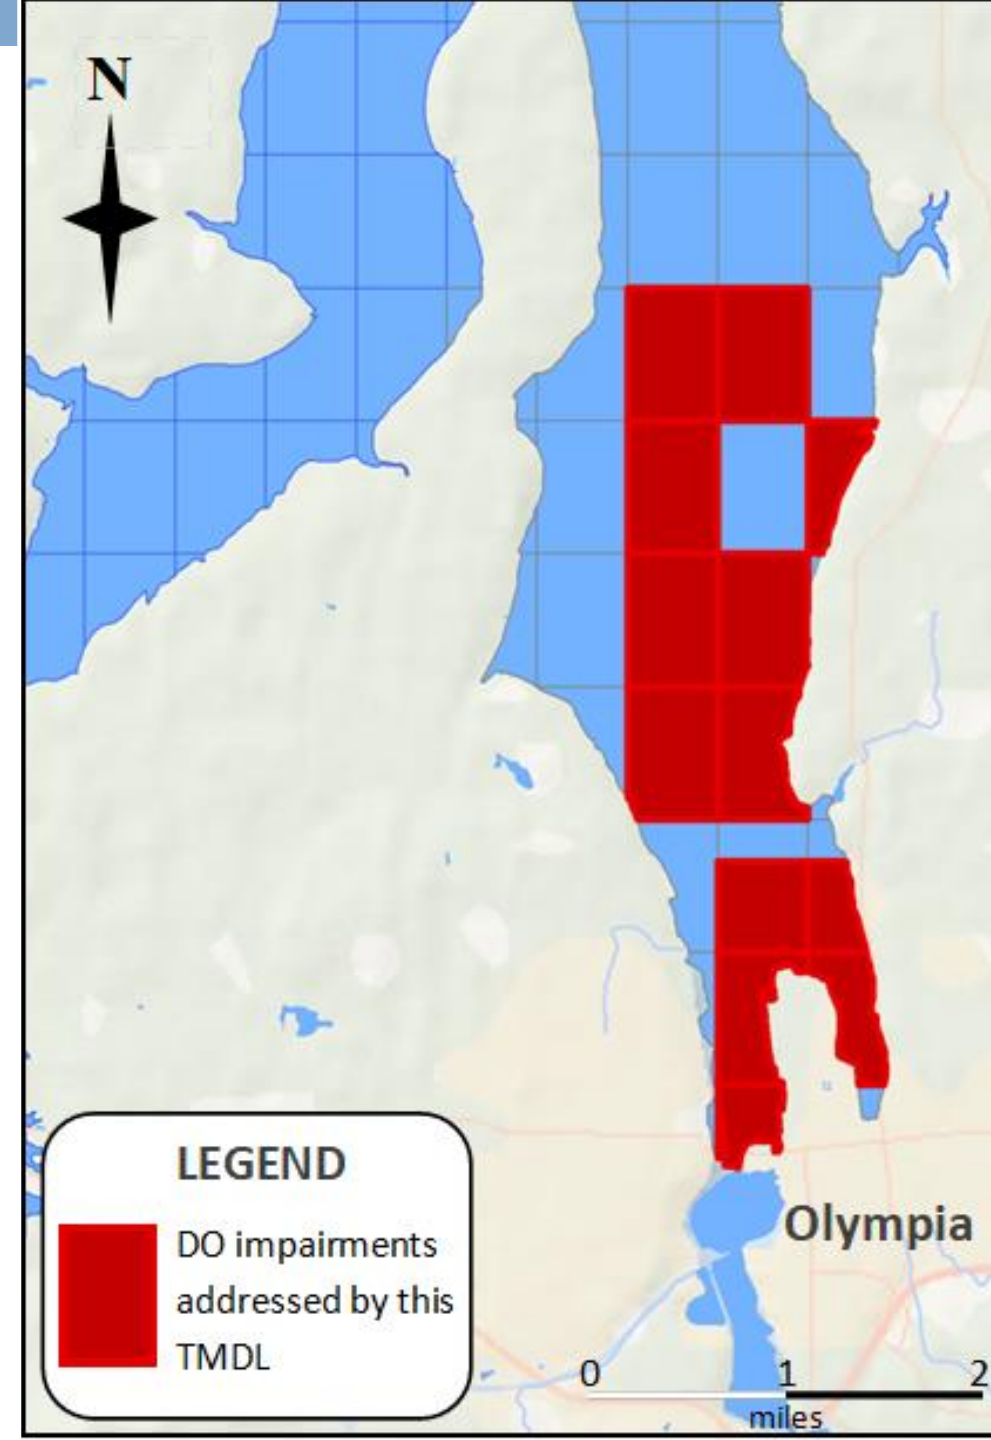 N
LEGEND
DO impairments
addressed by this
TMDL
Olympia
0 1 2
miles